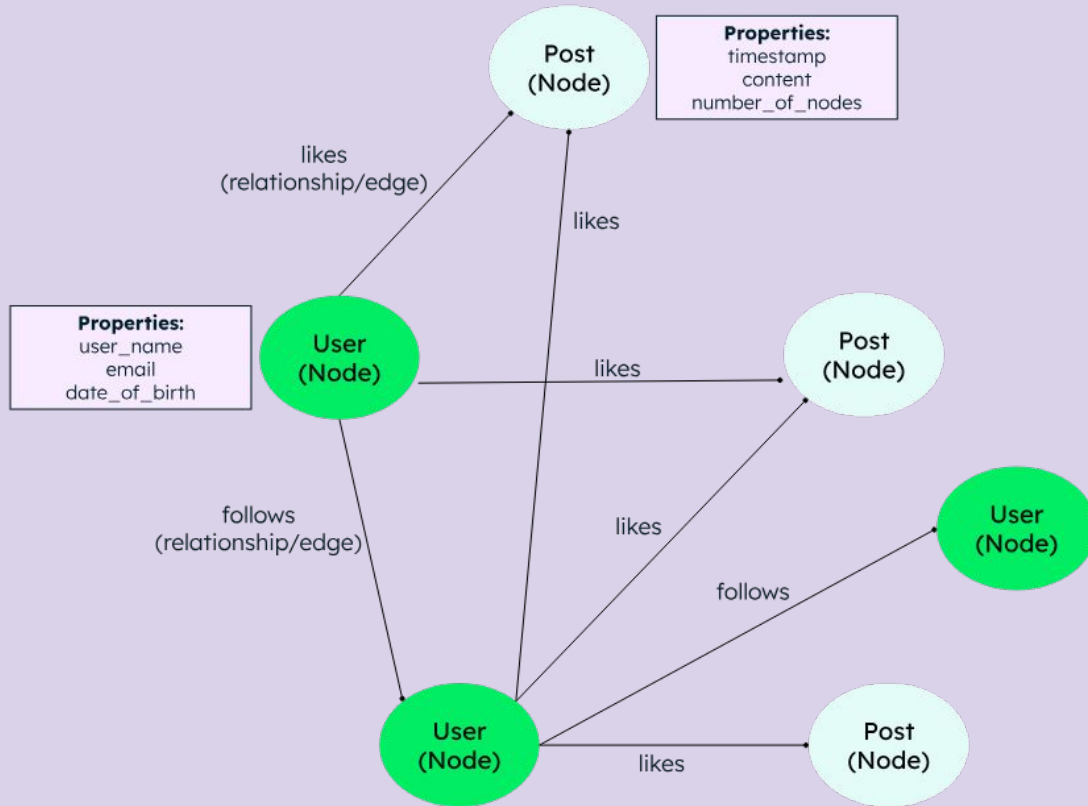 Post
(Node)
Properties:
timestamp
content
number_of_nodes
likes
(relationship/edge)
likes
Properties:
user_name
email
date_of_birth
User
(Node)
likes
Post
(Node)
follows
(relationship/edge)
likes
User
(Node)
follows
User
(Node)
likes
Post
(Node)